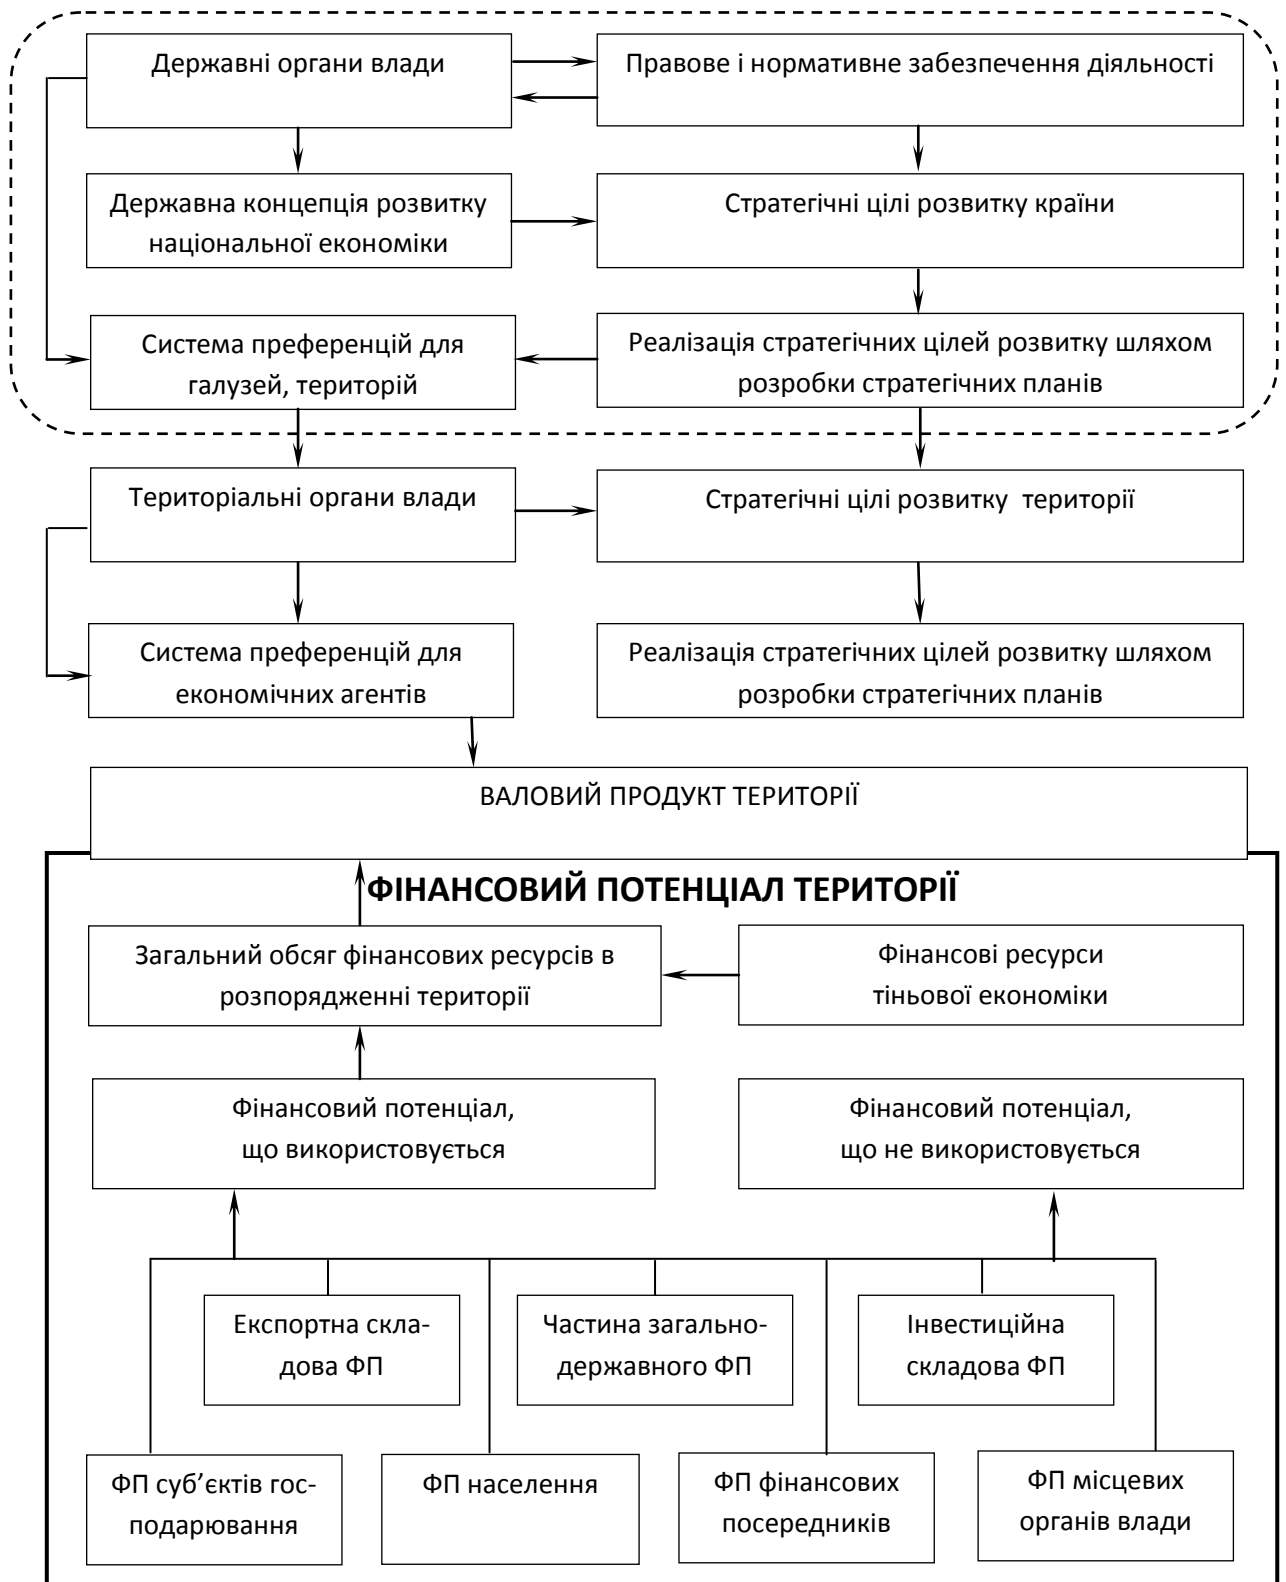 Державні органи влади
Правове і нормативне забезпечення діяльності
Державна концепція розвитку
національної економіки
Стратегічні цілі розвитку країни
Система преференцій для
галузей, територій
Реалізація стратегічних цілей розвитку шляхом
розробки стратегічних планів
Територіальні органи влади
Стратегічні цілі розвитку  території
Система преференцій для
економічних агентів
Реалізація стратегічних цілей розвитку шляхом
розробки стратегічних планів
ВАЛОВИЙ ПРОДУКТ ТЕРИТОРІЇ
ФІНАНСОВИЙ ПОТЕНЦІАЛ ТЕРИТОРІЇ
Загальний обсяг фінансових ресурсів в
розпорядженні території
Фінансові ресурси
тіньової економіки
Фінансовий потенціал,
що використовується
Фінансовий потенціал,
що не використовується
Експортна скла-
дова ФП
Частина загально-
державного ФП
Інвестиційна
складова ФП
ФП суб’єктів гос-
подарювання
ФП населення
ФП фінансових
посередників
ФП місцевих
органів влади